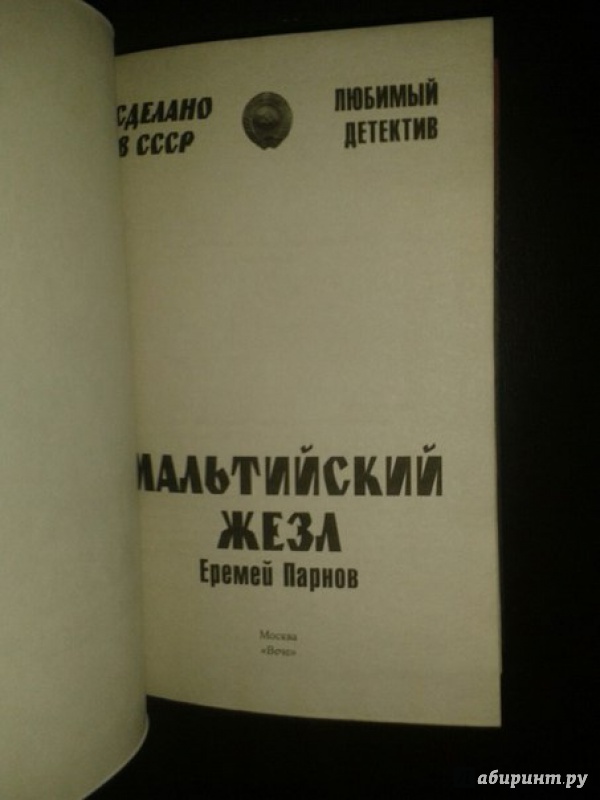 СДЕЛАНО
В СССР
ЛЮБИМЫЙ
ДЕТЕКТИВ
МАЛЬТИЙСКИЙ
ЖЕЗЛ
Еремей Парнов
Москва
«Вече»
абиринт.ру